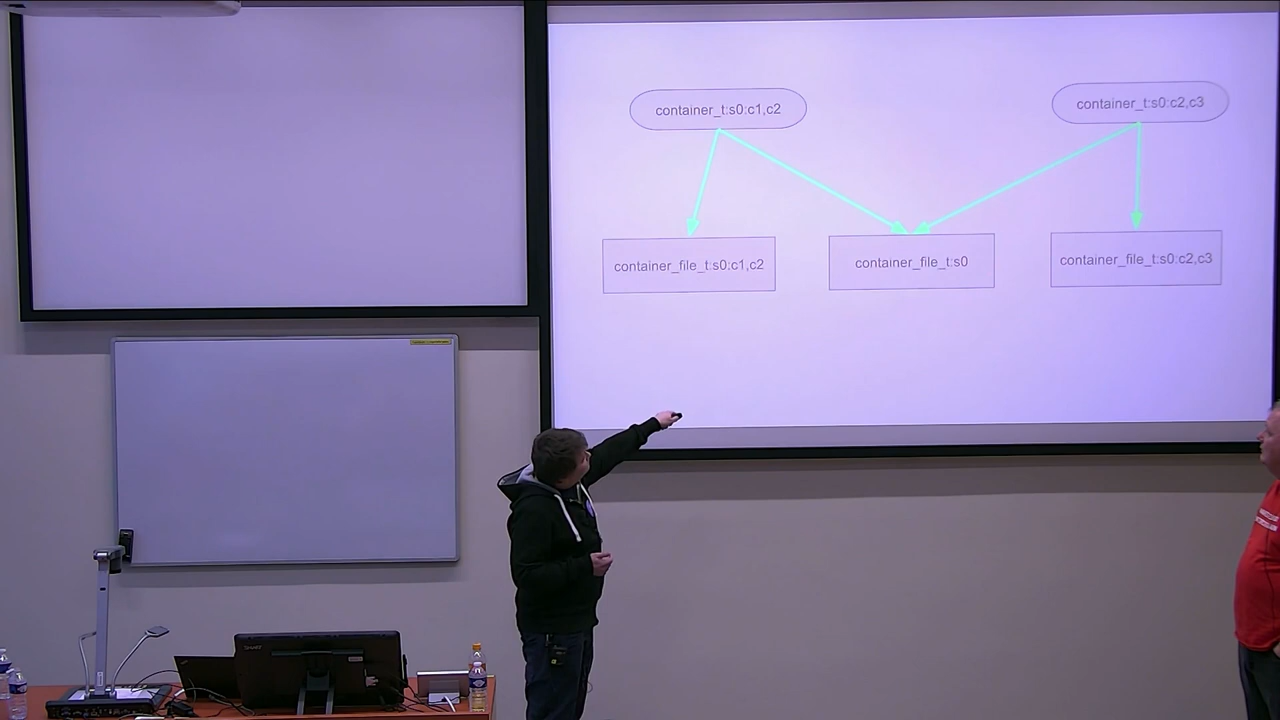 container_t:s0:c1,c2
container_t:s0:c2,c3
container_file_t:s0:c1,c2
container_file_t:s0
container_file_t:s0:c2,c3